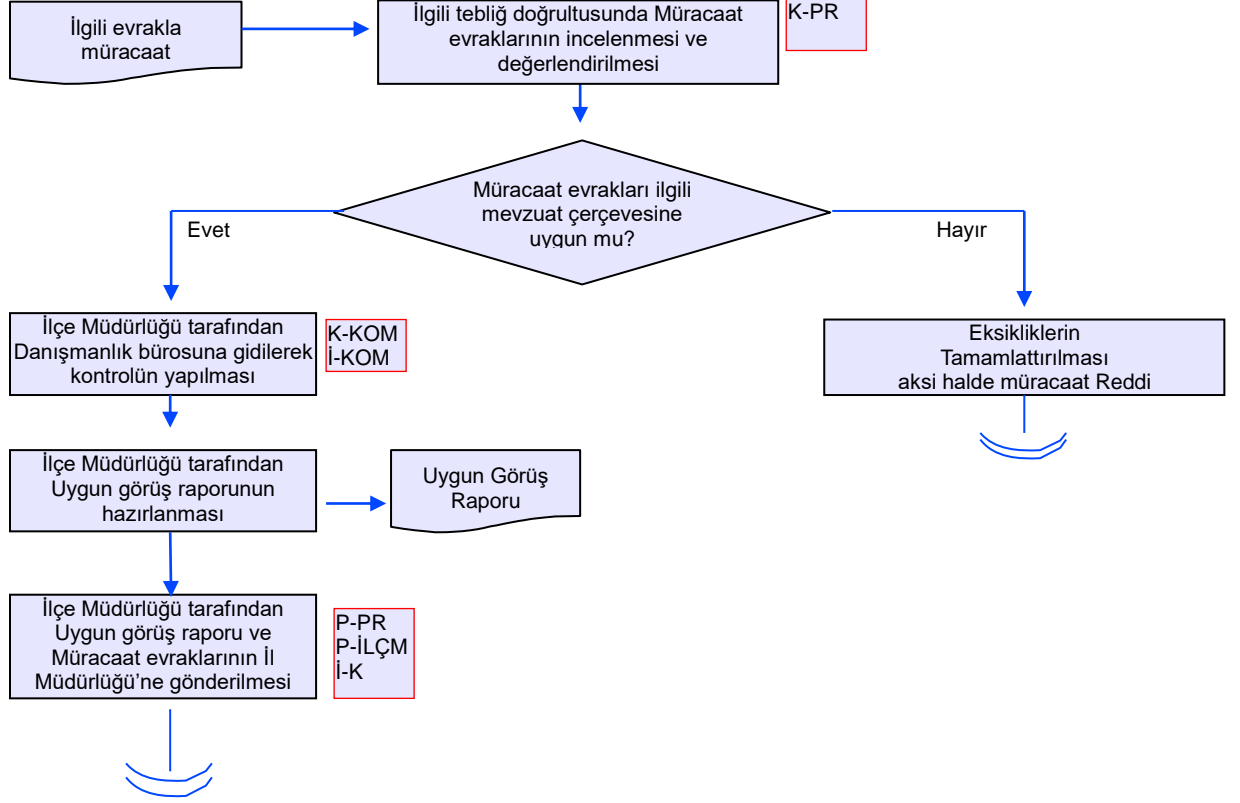 İlgili evrakla
müracaat
İlgili tebliğ doğrultusunda Müracaat
evraklarının incelenmesi ve
değerlendirilmesi
K-PR
Müracaat evrakları ilgili
mevzuat çerçevesine
uygun mu?
Evet
Hayır
İlçe Müdürlüğü tarafından
Danışmanlık bürosuna gidilerek
kontrolün yapılması
K-KOM
İ-KOM
Eksikliklerin
Tamamlattırılması
aksi halde müracaat Reddi
İlçe Müdürlüğü tarafından
Uygun görüş raporunun
hazırlanması
Uygun Görüş
Raporu
İlçe Müdürlüğü tarafından
Uygun görüş raporu ve
Müracaat evraklarının İl
Müdürlüğü’ne gönderilmesi
P-PR
P-İLÇM
İ-K